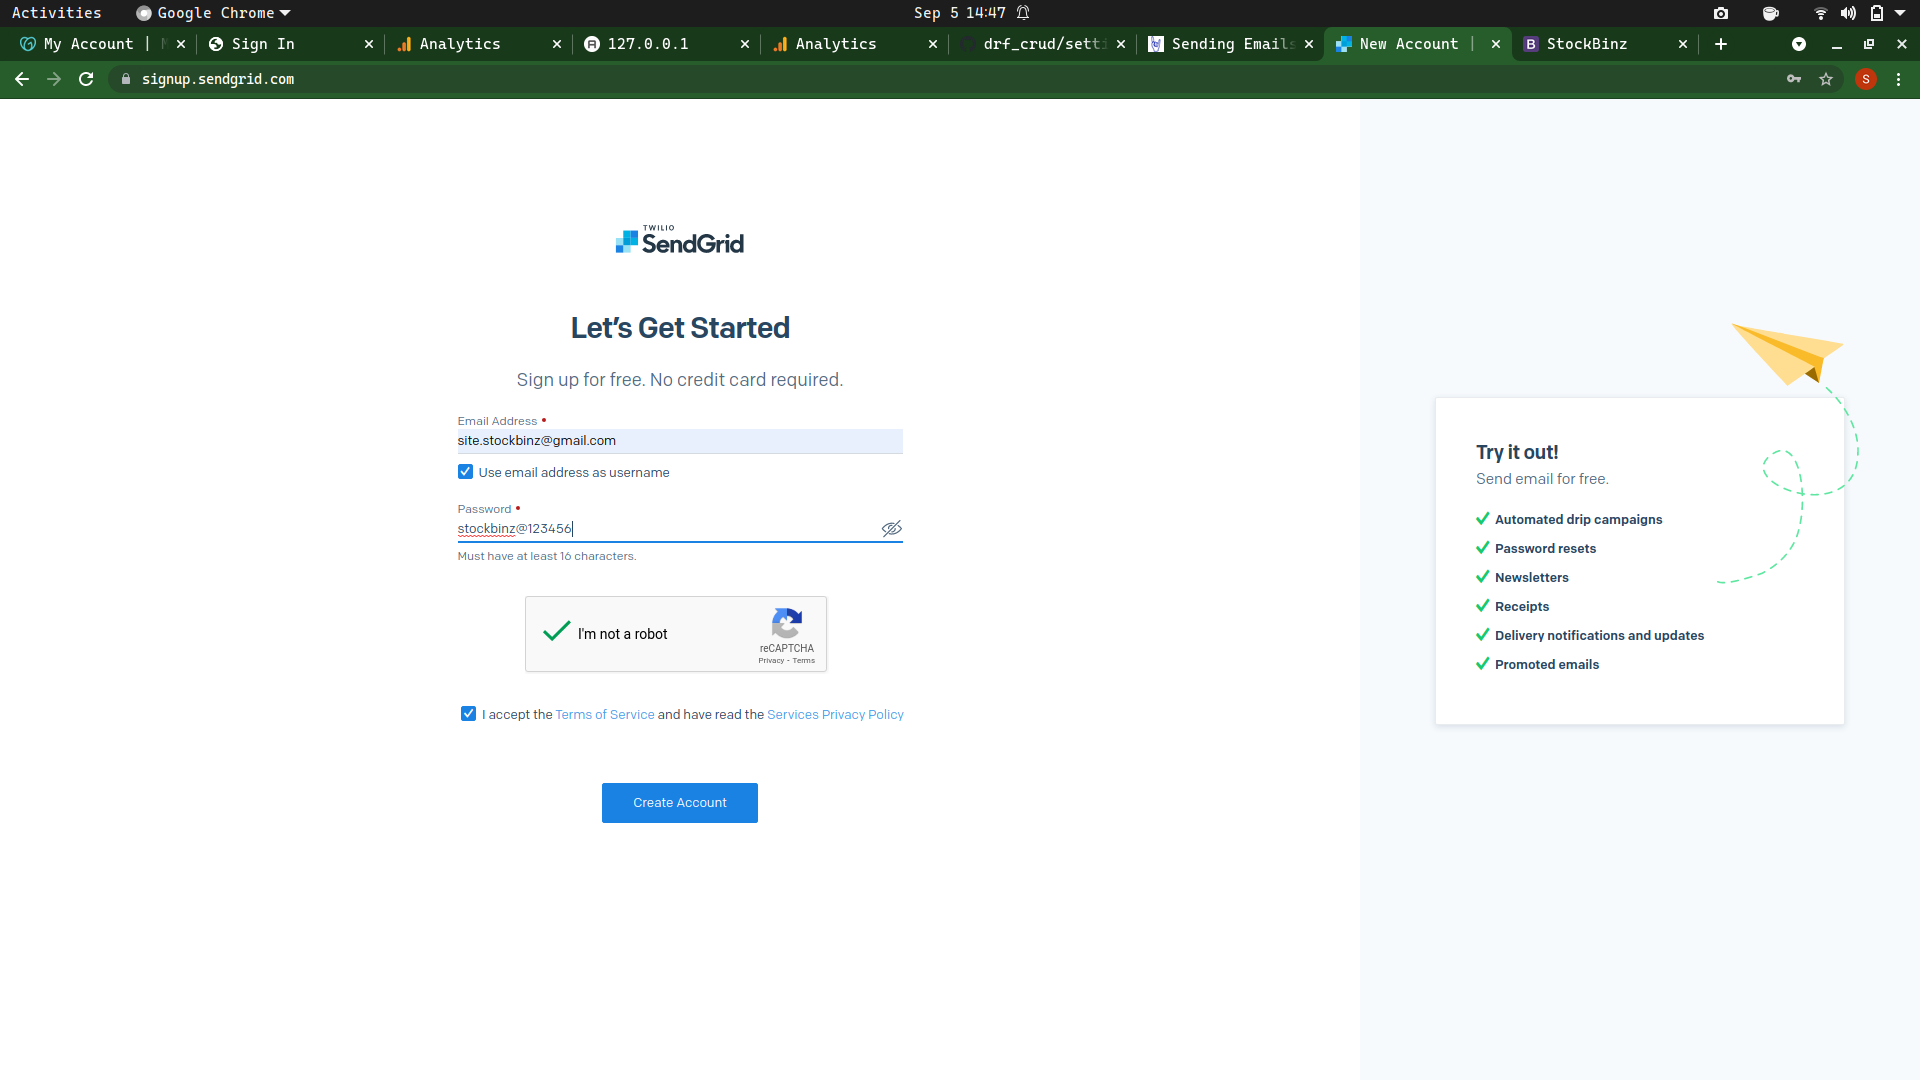 Activities
Google Chrome
Sep 5 14:47
My Account |
Sign In
Analytics
127.0.0.1
Analytics
drf_crud/setti
Sending Emails
New Account |
StockBinz
signup.sendgrid.com
S
TWILIO
SendGrid
Let's Get Started
Sign up for free. No credit card required.
Email Address •
site.stockbinz@gmail.com
Use email address as username
Password •
stockbinz@123456
Must have at least 16 characters.
I'm not a robot
reCAPTCHA
Privacy - Terms
I accept the Terms of Service and have read the Services Privacy Policy
Create Account
Try it out!
Send email for free.
Automated drip campaigns
Password resets
Newsletters
Receipts
Delivery notifications and updates
Promoted emails